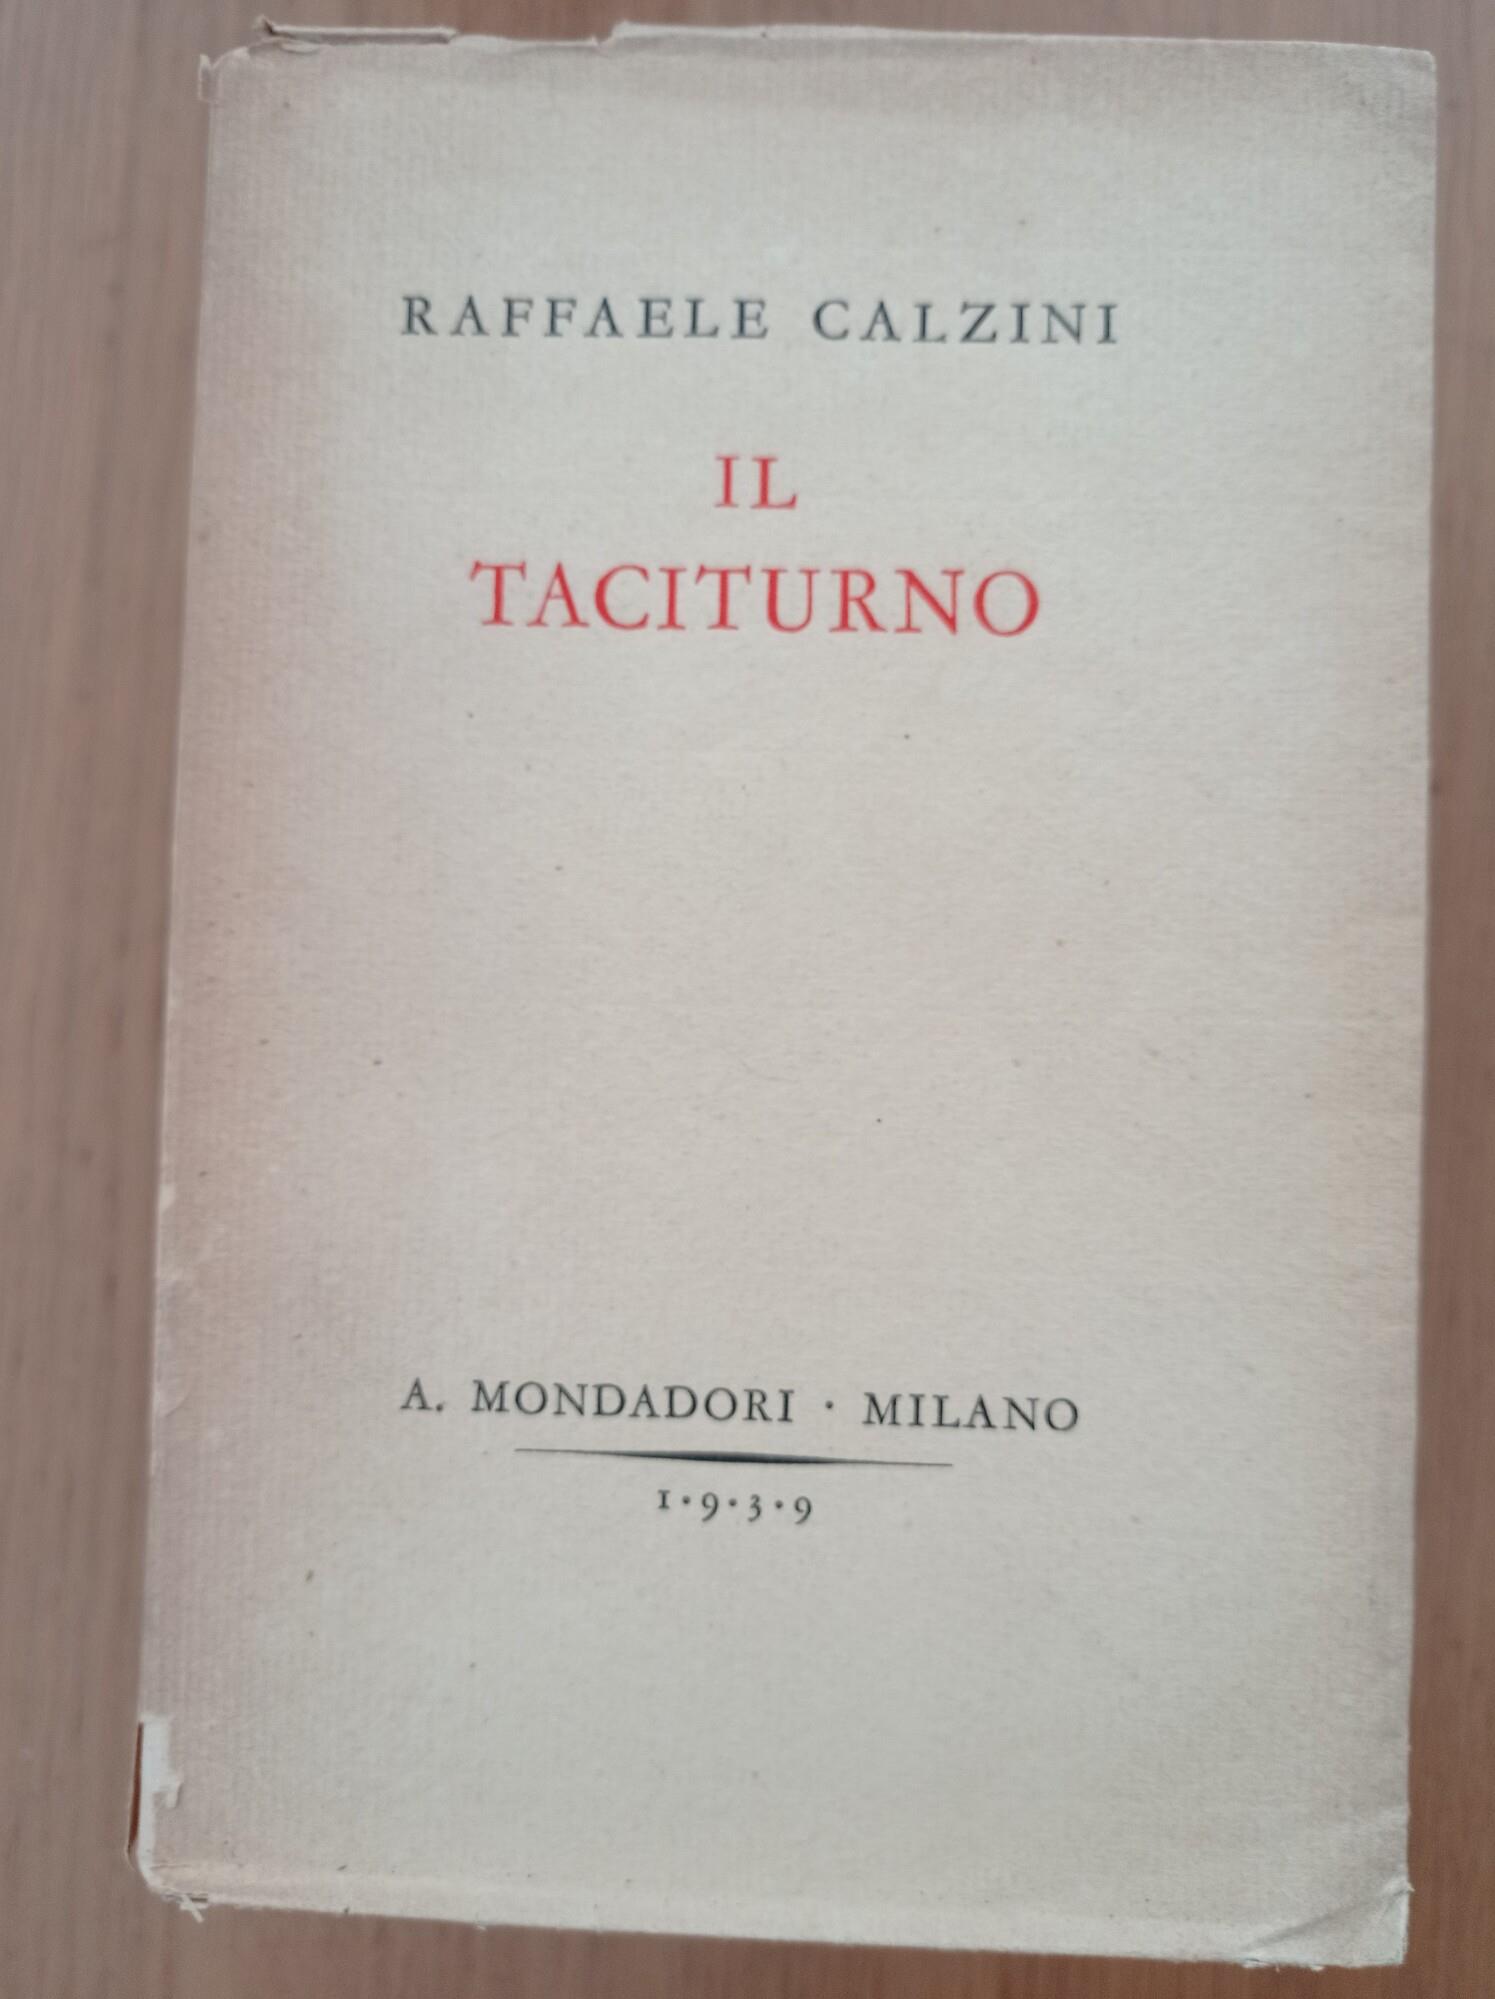 RAFFAELE CALZINI
IL
TACITURNO
A. MONDADORI · MILANO
1·9·3·9